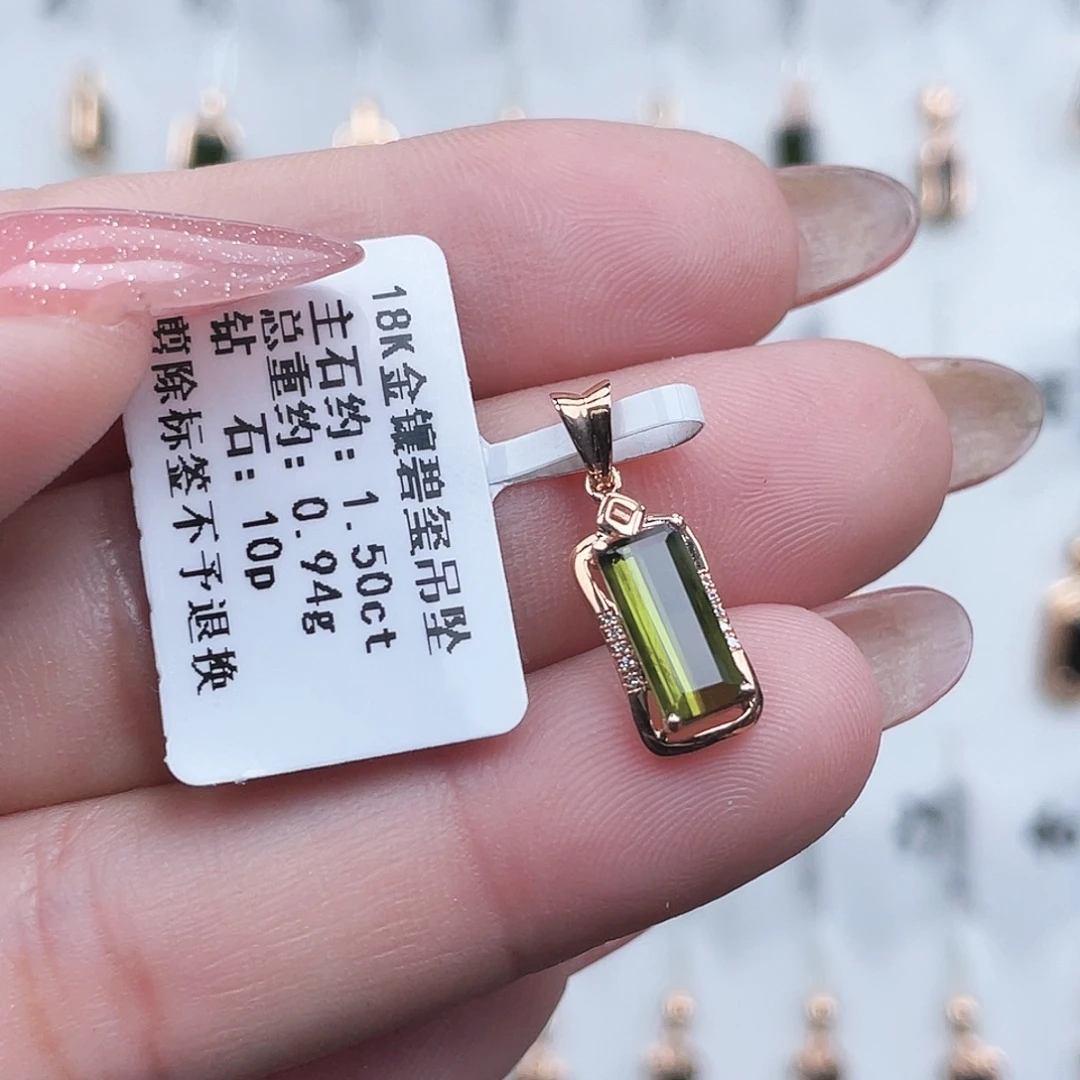 18K金镶碧玺吊坠
主石约: 1.50ct
总重约: 0.94g
钻 石: 10p
剪除标签不予退换